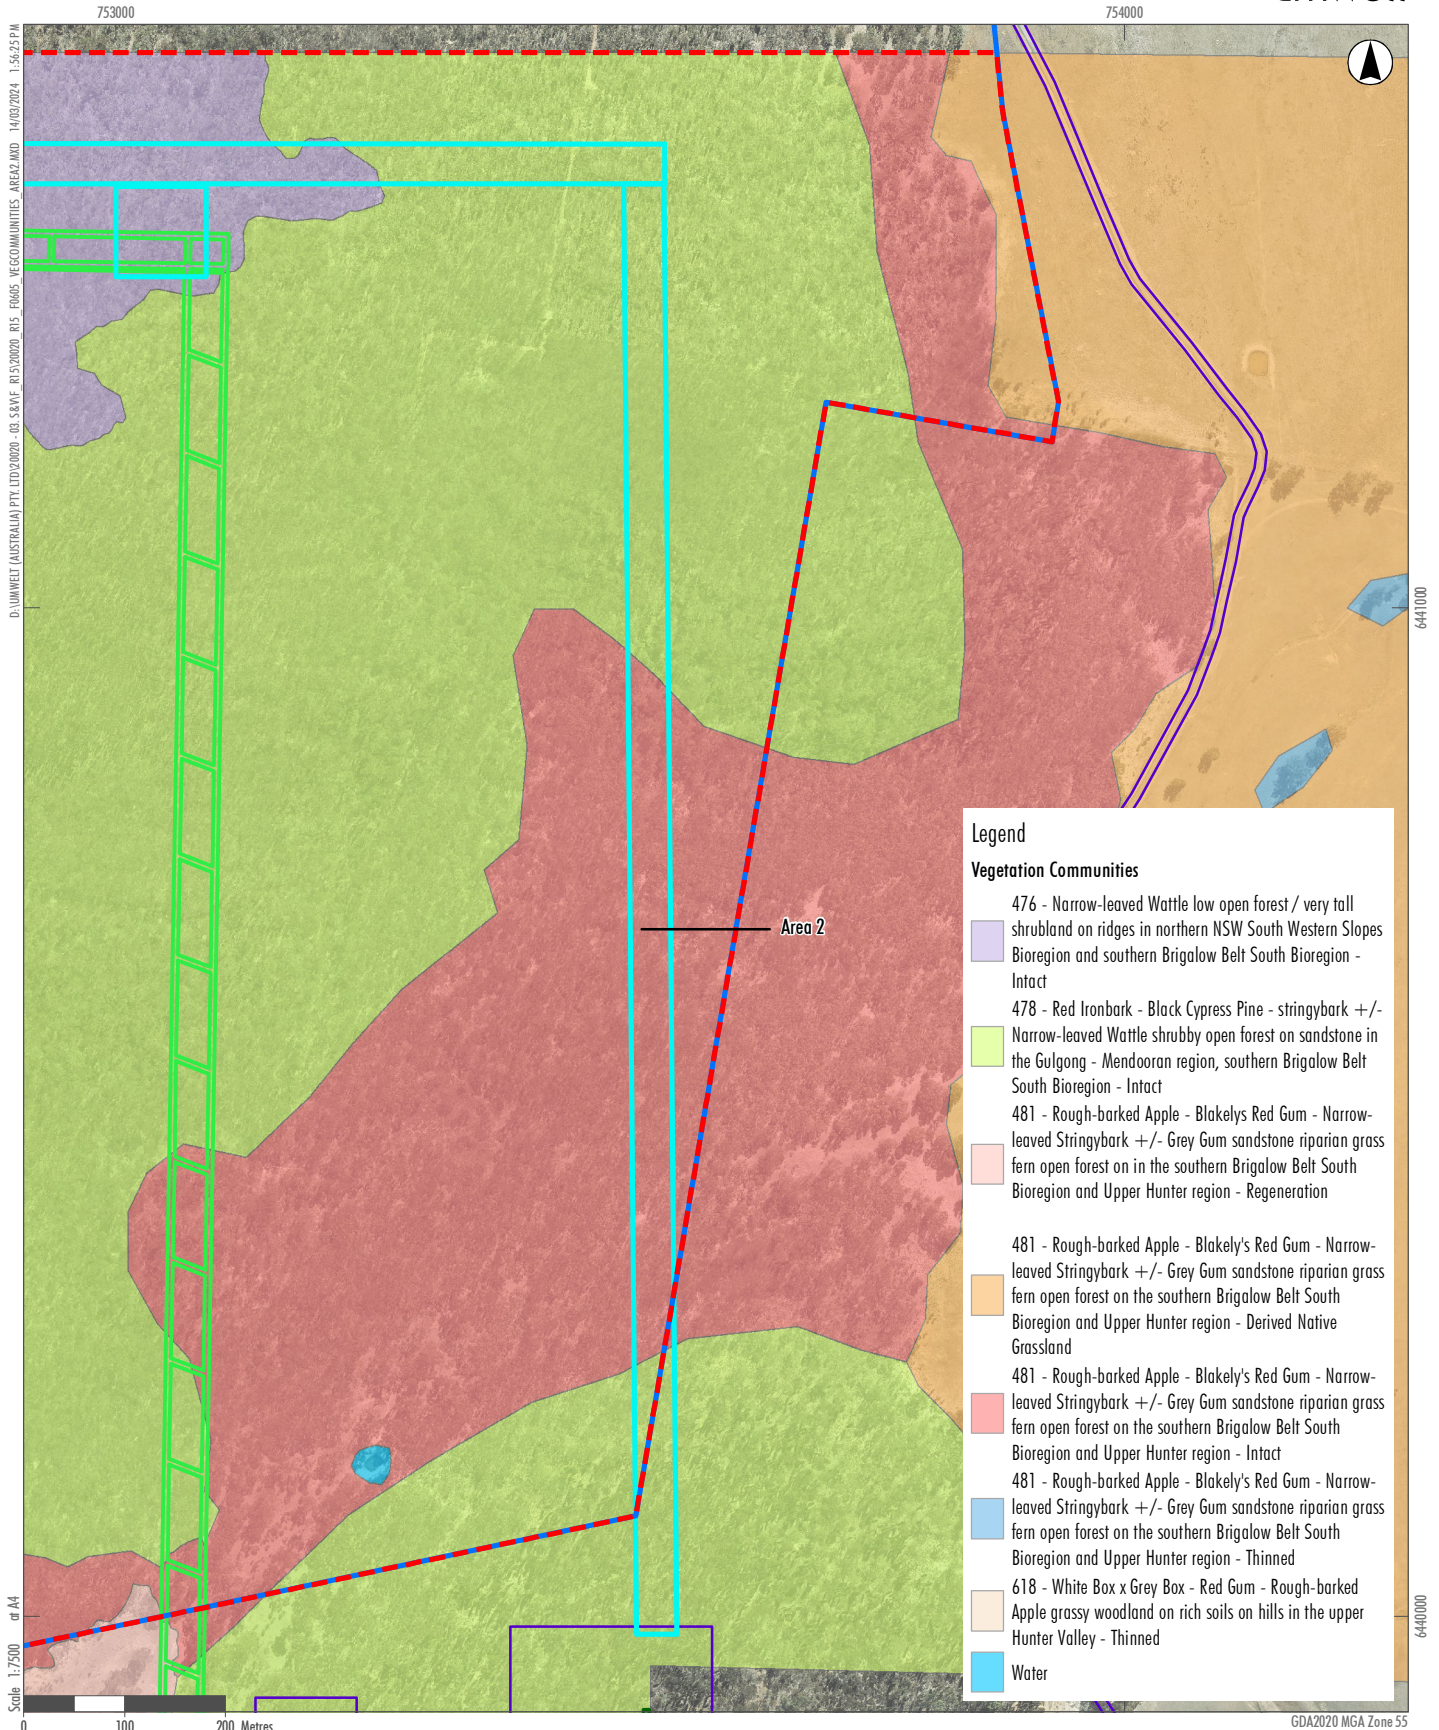 753000
754000
D:\UMWELT (AUSTRALIA) PTY. LTD\20020 - 03. S&V\F_R15\20020_R15_F0605_VEGCOMMUNITIES_AREA2.MXD 14/03/2024 1:56:25 PM
6441000
Area 2
Legend
Vegetation Communities
476 - Narrow-leaved Wattle low open forest / very tall
shrubland on ridges in northern NSW South Western Slopes
Bioregion and southern Brigalow Belt South Bioregion -
Intact
478 - Red Ironbark - Black Cypress Pine - stringybark +/-
Narrow-leaved Wattle shrubby open forest on sandstone in
the Gulgong - Mendooran region, southern Brigalow Belt
South Bioregion - Intact
481 - Rough-barked Apple - Blakelys Red Gum - Narrow-
leaved Stringybark +/- Grey Gum sandstone riparian grass
fern open forest on in the southern Brigalow Belt South
Bioregion and Upper Hunter region - Regeneration
481 - Rough-barked Apple - Blakely's Red Gum - Narrow-
leaved Stringybark +/- Grey Gum sandstone riparian grass
fern open forest on the southern Brigalow Belt South
Bioregion and Upper Hunter region - Derived Native
Grassland
481 - Rough-barked Apple - Blakely's Red Gum - Narrow-
leaved Stringybark +/- Grey Gum sandstone riparian grass
fern open forest on the southern Brigalow Belt South
Bioregion and Upper Hunter region - Intact
481 - Rough-barked Apple - Blakely's Red Gum - Narrow-
leaved Stringybark +/- Grey Gum sandstone riparian grass
fern open forest on the southern Brigalow Belt South
Bioregion and Upper Hunter region - Thinned
618 - White Box x Grey Box - Red Gum - Rough-barked
Apple grassy woodland on rich soils on hills in the upper
Hunter Valley - Thinned
Water
6440000
Scale 1:7500 at A4
0 100 200 Metres
GDA2020 MGA Zone 55